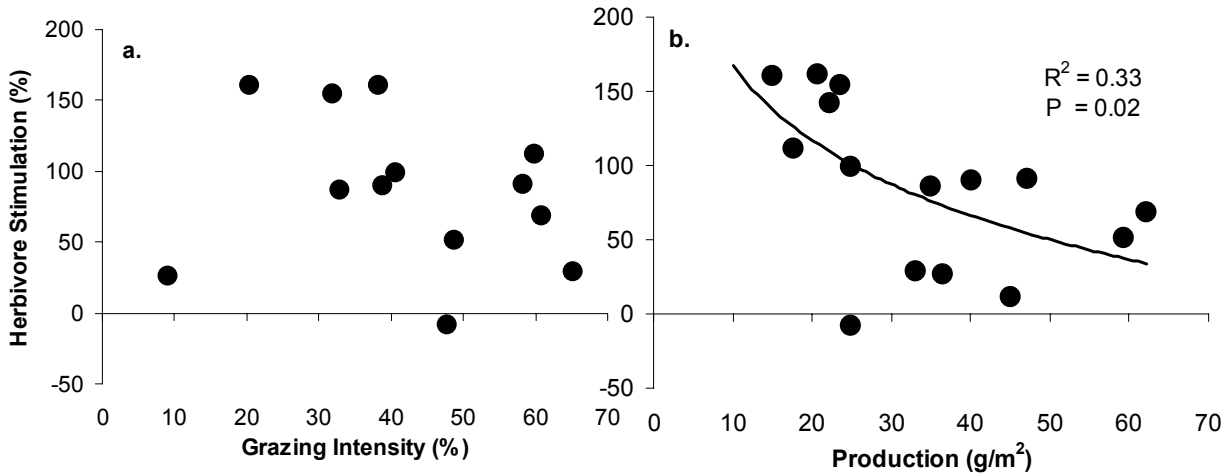 a.
Herbivore Stimulation (%)
200
150
100
50
0
-50
0 10 20 30 40 50 60 70
Grazing Intensity (%)
b.
R² = 0.33
P = 0.02
200
150
100
50
0
-50
0 10 20 30 40 50 60 70
Production (g/m²)